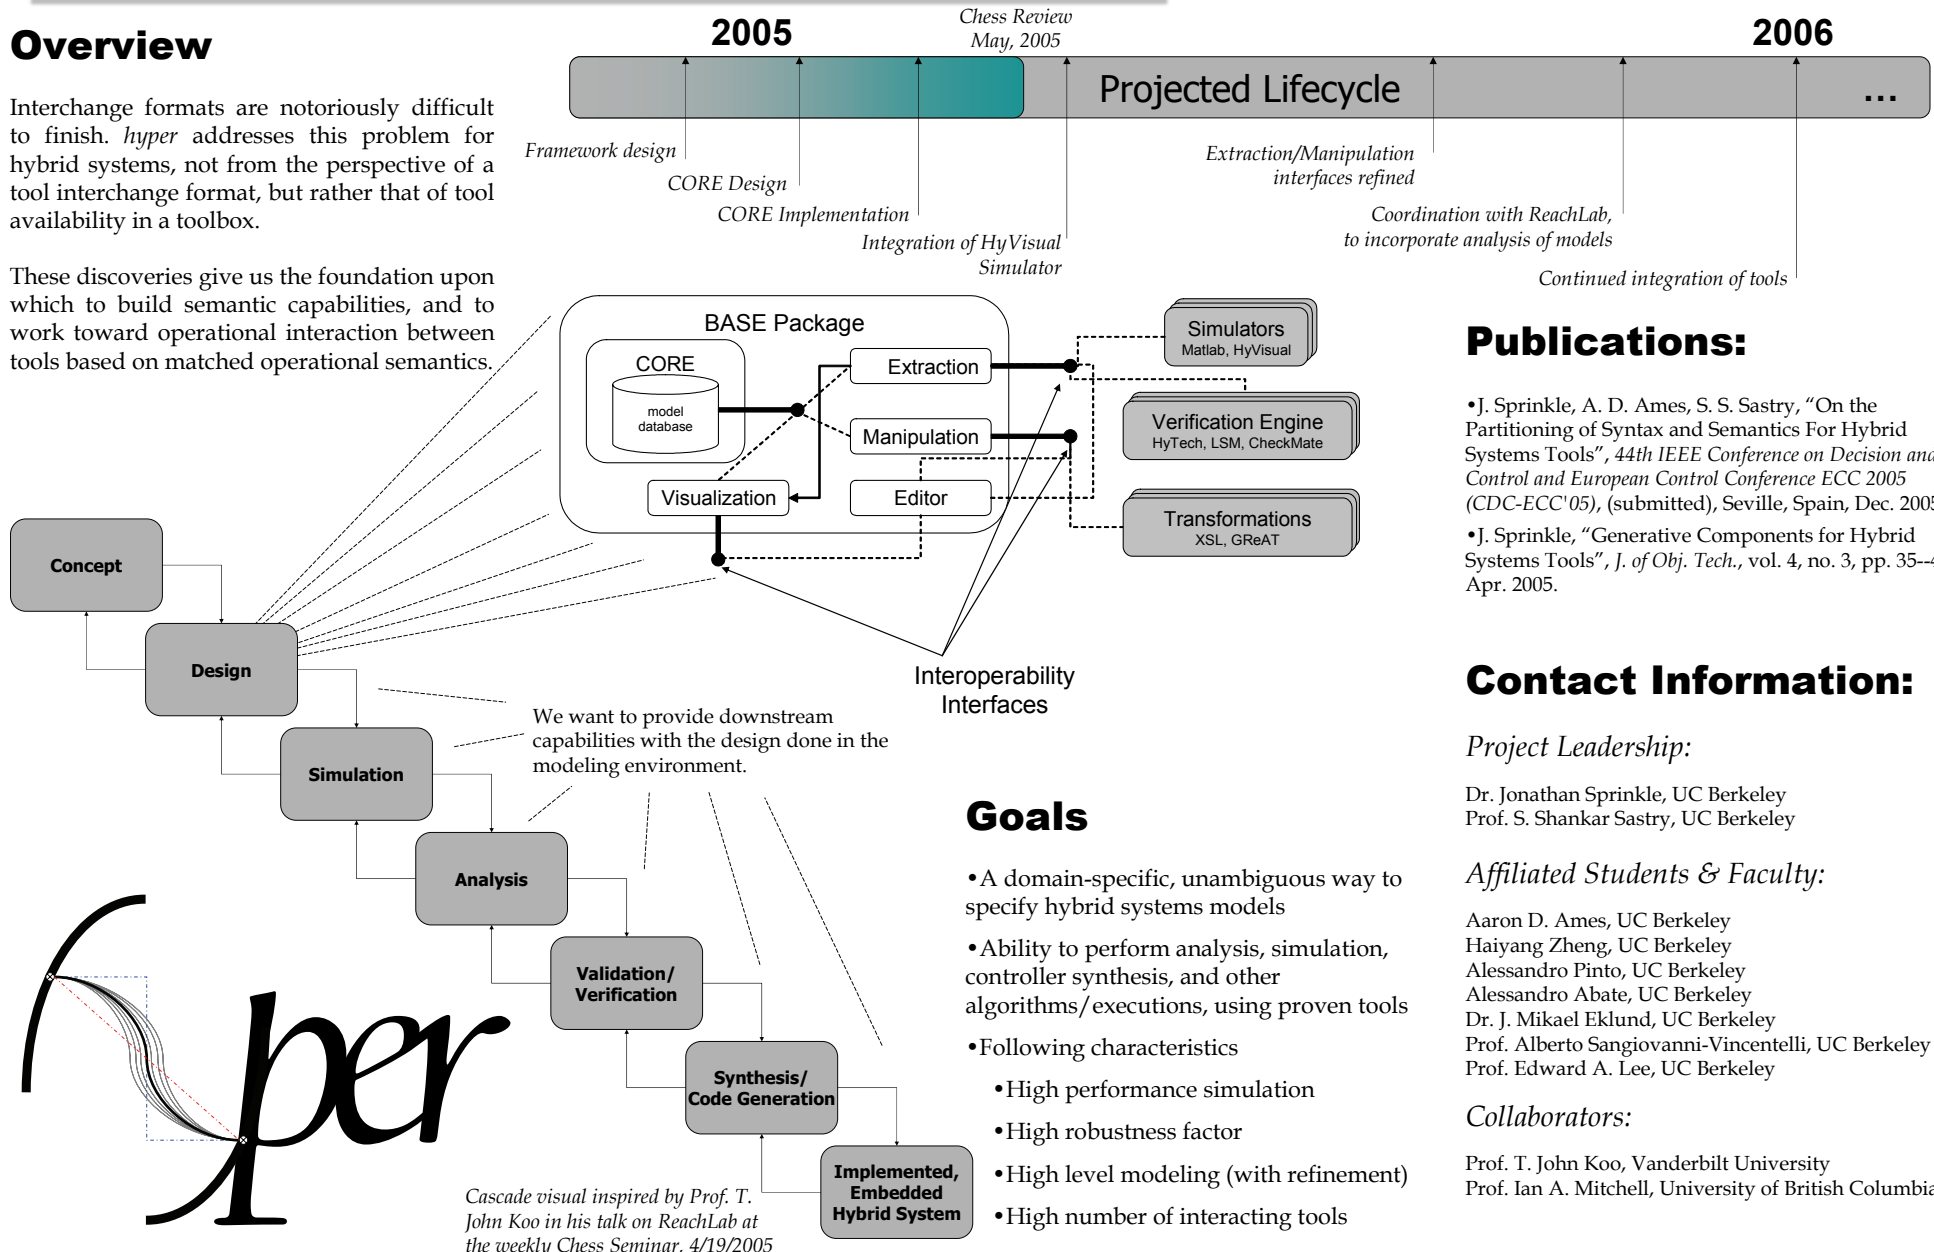 Overview
Interchange formats are notoriously difficult
to finish. hyper addresses this problem for
hybrid systems, not from the perspective of a
tool interchange format, but rather that of tool
availability in a toolbox.
These discoveries give us the foundation upon
which to build semantic capabilities, and to
work toward operational interaction between
tools based on matched operational semantics.
2005
Chess Review
May, 2005
2006
Projected Lifecycle
...
Framework design
CORE Design
CORE Implementation
Integration of HyVisual
Simulator
Extraction/Manipulation
interfaces refined
Coordination with ReachLab,
to incorporate analysis of models
Continued integration of tools
BASE Package
CORE
model
database
Extraction
Manipulation
Visualization
Editor
Simulators
Matlab, HyVisual
Verification Engine
HyTech, LSM, CheckMate
Transformations
XSL, GReAT
Interoperability
Interfaces
Concept
Design
Simulation
Analysis
Validation/
Verification
Synthesis/
Code Generation
Implemented,
Embedded
Hybrid System
We want to provide downstream
capabilities with the design done in the
modeling environment.
hyper
Cascade visual inspired by Prof. T.
John Koo in his talk on ReachLab at
the weekly Chess Seminar, 4/19/2005
Goals
•A domain-specific, unambiguous way to
specify hybrid systems models
•Ability to perform analysis, simulation,
controller synthesis, and other
algorithms/executions, using proven tools
•Following characteristics
•High performance simulation
•High robustness factor
•High level modeling (with refinement)
•High number of interacting tools
Publications:
•J. Sprinkle, A. D. Ames, S. S. Sastry, “On the
Partitioning of Syntax and Semantics For Hybrid
Systems Tools”, 44th IEEE Conference on Decision and
Control and European Control Conference ECC 2005
(CDC-ECC'05), (submitted), Seville, Spain, Dec. 2005
•J. Sprinkle, “Generative Components for Hybrid
Systems Tools”, J. of Obj. Tech., vol. 4, no. 3, pp. 35--
Apr. 2005.
Contact Information:
Project Leadership:
Dr. Jonathan Sprinkle, UC Berkeley
Prof. S. Shankar Sastry, UC Berkeley
Affiliated Students & Faculty:
Aaron D. Ames, UC Berkeley
Haiyang Zheng, UC Berkeley
Alessandro Pinto, UC Berkeley
Alessandro Abate, UC Berkeley
Dr. J. Mikael Eklund, UC Berkeley
Prof. Alberto Sangiovanni-Vincentelli, UC Berkeley
Prof. Edward A. Lee, UC Berkeley
Collaborators:
Prof. T. John Koo, Vanderbilt University
Prof. Ian A. Mitchell, University of British Columbia